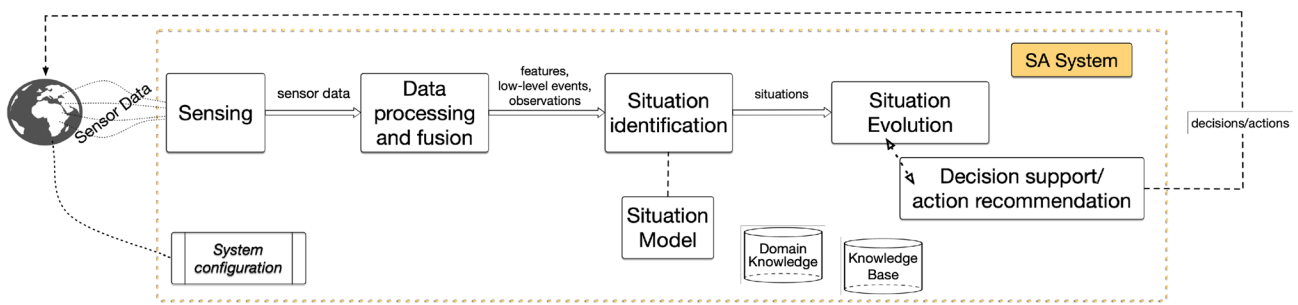 SA System
Sensor Data
Sensing
sensor data
Data
processing
and fusion
features,
low-level events,
observations
Situation
identification
situations
Situation
Evolution
decisions/actions
Decision support/
action recommendation
Situation
Model
System
configuration
Domain
Knowledge
Knowledge
Base